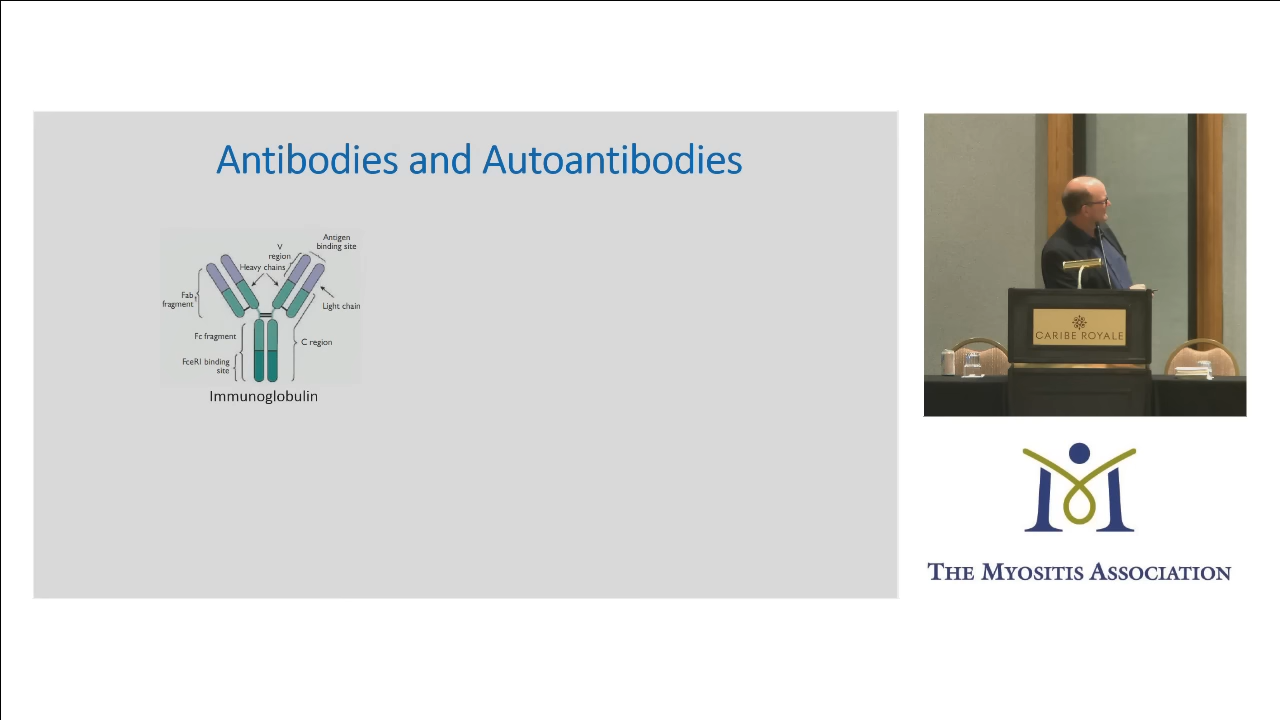 Antibodies and Autoantibodies
Antigen
binding site
V
region
Heavy chains
Fab
fragment
Light chain
Fc fragment
C region
FceRI binding
site
Immunoglobulin
CARIBE ROYALE
THE MYOSITIS ASSOCIATION